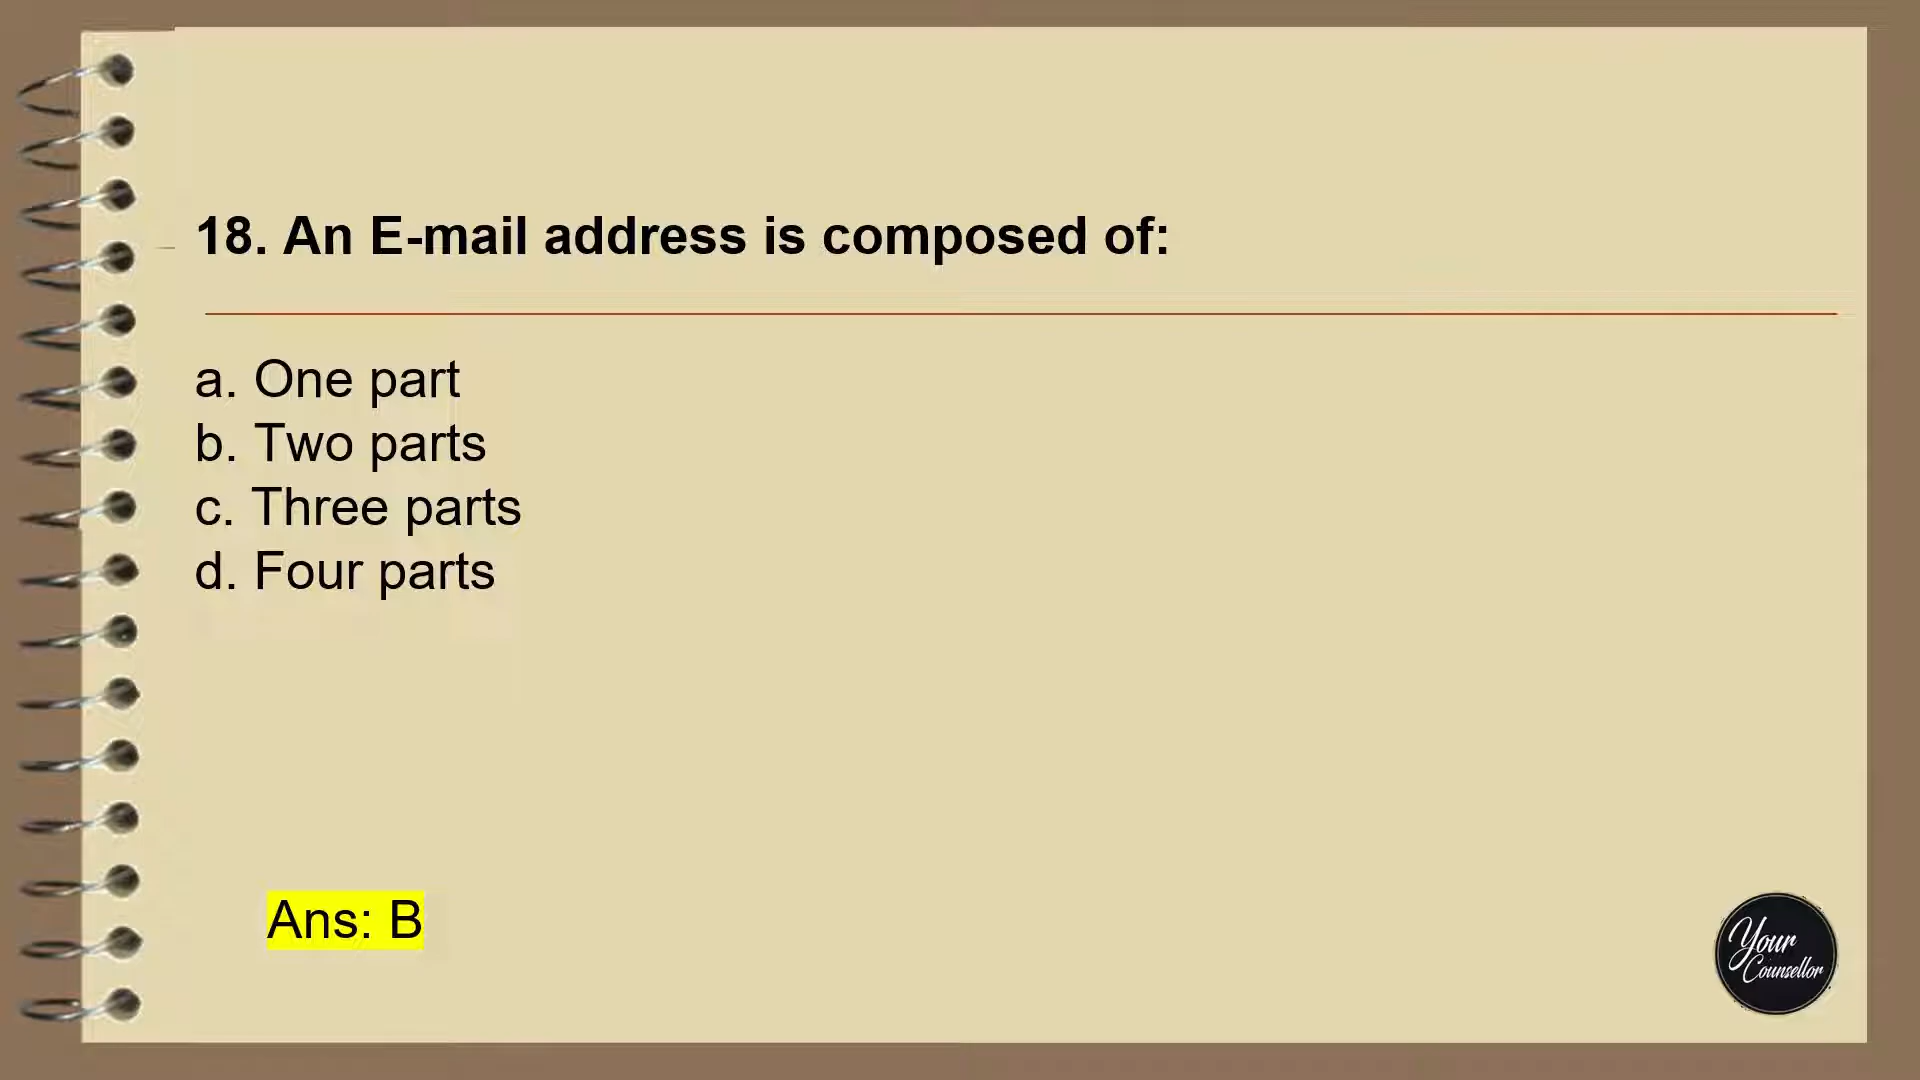 18. An E-mail address is composed of:
a. One part
b. Two parts
c. Three parts
d. Four parts
Ans: B
Your
Counsellor